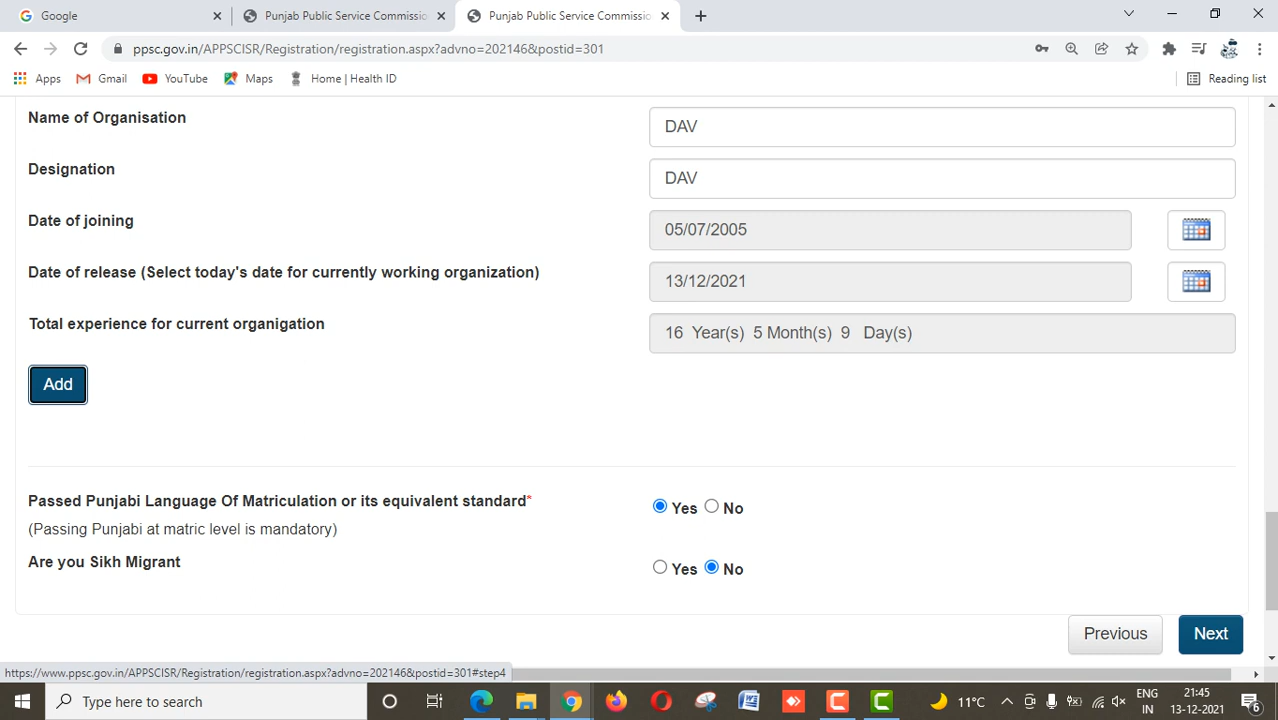 Google
Punjab Public Service Commissio
Punjab Public Service Commissio
ppsc.gov.in/APPSCISR/Registration/registration.aspx?advno=202146&postid=301
Apps
Gmail
YouTube
Maps
Home | Health ID
Reading list
Name of Organisation
DAV
Designation
DAV
Date of joining
05/07/2005
Date of release (Select today's date for currently working organization)
13/12/2021
Total experience for current organigation
16 Year(s) 5 Month(s) 9 Day(s)
Add
Passed Punjabi Language Of Matriculation or its equivalent standard*
Yes No
(Passing Punjabi at matric level is mandatory)
Are you Sikh Migrant
Yes No
Previous
Next
https://www.ppsc.gov.in/APPSCISR/Registration/registration.aspx?advno=202146&postid=301#step4
Type here to search
11°C
ENG
IN
21:45
13-12-2021
6